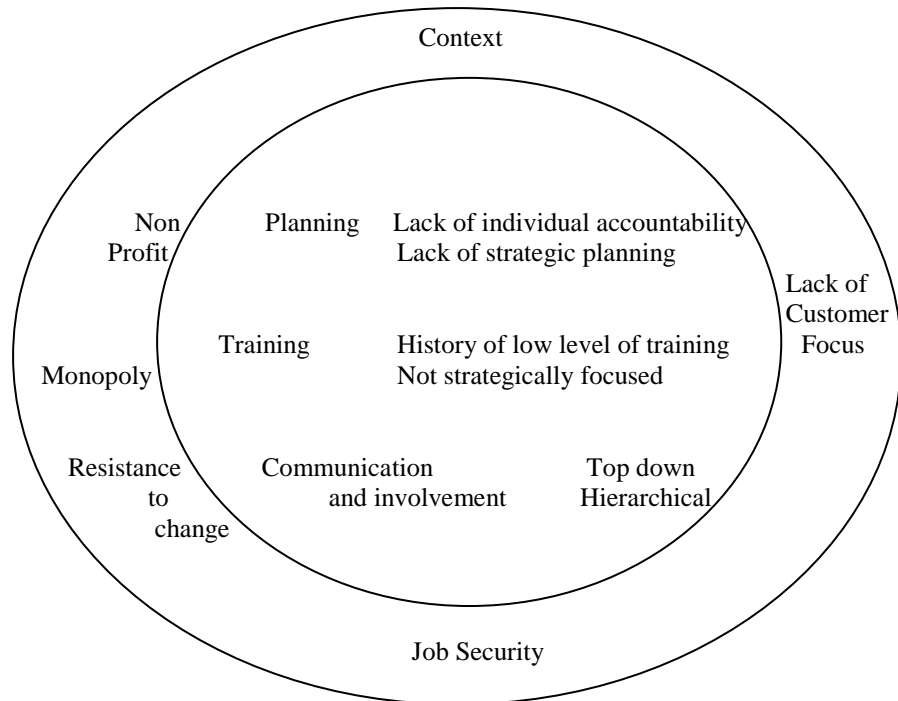 Context
Non
Profit
Planning
Lack of individual accountability
Lack of strategic planning
Lack of
Customer
Focus
Training
History of low level of training
Not strategically focused
Monopoly
Resistance
to
change
Communication
and involvement
Top down
Hierarchical
Job Security